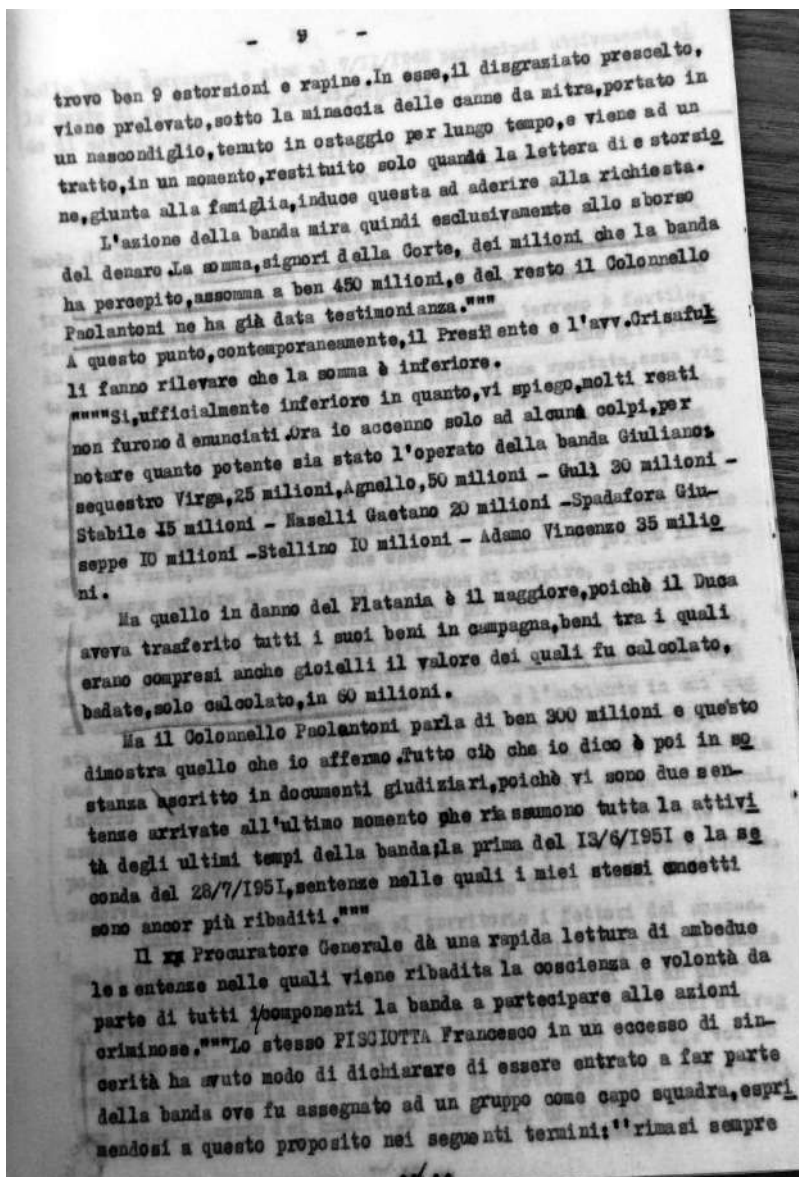 - 9 -
trovo ben 9 estorsioni e rapine.In esse,il disgraziato prescelto,
viene prelevato,sotto la minaccia delle canne da mitra,portato in
un nascondiglio,tenuto in ostaggio per lungo tempo,e viene ad un
tratto,in un momento,restituito solo quando la lettera di e storsio
ne,giunta alla famiglia,induce questa ad aderire alla richiesta.
L'azione della banda mira quindi esclusivamente allo sborso
del denaro.La somma,signori della Corte, dei milioni che la banda
ha percepito,assomma a ben 450 milioni,e del resto il Colonnello
Paolantoni ne ha già data testimonianza."""
A questo punto,contemporaneamente,il Presidente e l'avv.Crisaful
li fanno rilevare che la somma è inferiore.
""""Si,ufficialmente inferiore in quanto,vi spiego,molti reati
non furono d enunciati.Ora io accenno solo ad alcuni colpi,per
notare quanto potente sia stato l'operato della banda Giuliano:
sequestro Virga,25 milioni,Agnello,50 milioni - Gulì 30 milioni -
Stabile 15 milioni - Naselli Gaetano 20 milioni -Spadafora Giu-
seppe IO milioni -Stellino IO milioni - Adamo Vincenzo 35 milio
ni.
Ma quello in danno del Platania è il maggiore,poichè il Duca
aveva trasferito tutti i suoi beni in campagna,beni tra i quali
erano compresi anche gioielli il valore dei quali fu calcolato,
badate,solo calcolato,in 60 milioni.
Ma il Colonnello Paolantoni parla di ben 300 milioni e questo
dimostra quello che io affermo.Tutto ciò che io dico è poi in so
stanza ascritto in documenti giudiziari,poichè vi sono due sen-
tenze arrivate all'ultimo momento che ria ssumono tutta la attivi
tà degli ultimi tempi della banda;la prima del I3/6/I95I e la se
conda del 28/7/I95I,sentenze nelle quali i miei stessi concetti
sono ancor più ribaditi."""
Il xx Procuratore Generale dà una rapida lettura di ambedue
le s entenze nelle quali viene ribadita la coscienza e volontà da
parte di tutti i componenti la banda a partecipare alle azioni
criminose."""Lo stesso PISCIOTTA Francesco in un eccesso di sin-
cerità ha avuto modo di dichiarare di essere entrato a far parte
della banda ove fu assegnato ad un gruppo come capo squadra,espri
mendosi a questo proposito nei seguenti termini:"rimasi sempre